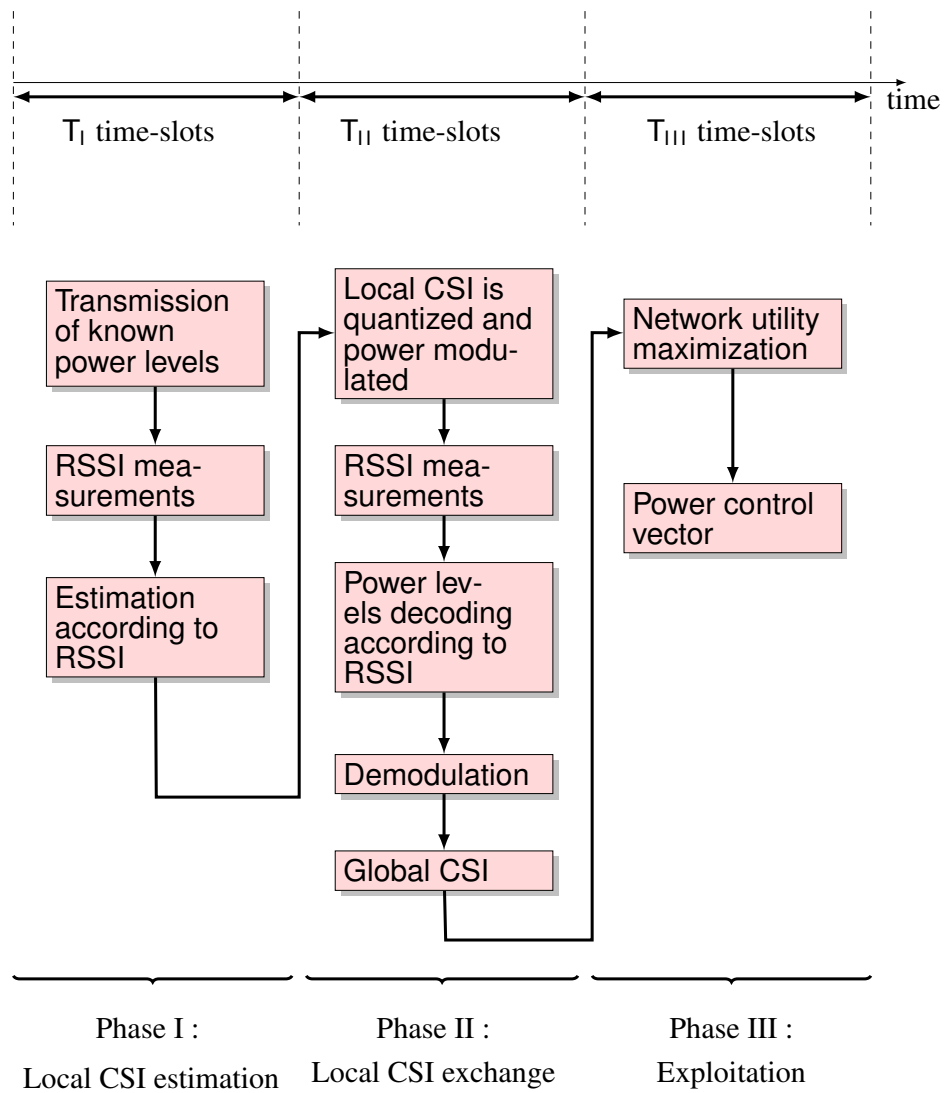 time
T_I time-slots
T_II time-slots
T_III time-slots
Transmission
of known
power levels
RSSI mea-
surements
Estimation
according to
RSSI
Local CSI is
quantized and
power modu-
lated
RSSI mea-
surements
Power lev-
els decoding
according to
RSSI
Demodulation
Global CSI
Network utility
maximization
Power control
vector
Phase I :
Local CSI estimation
Phase II :
Local CSI exchange
Phase III :
Exploitation